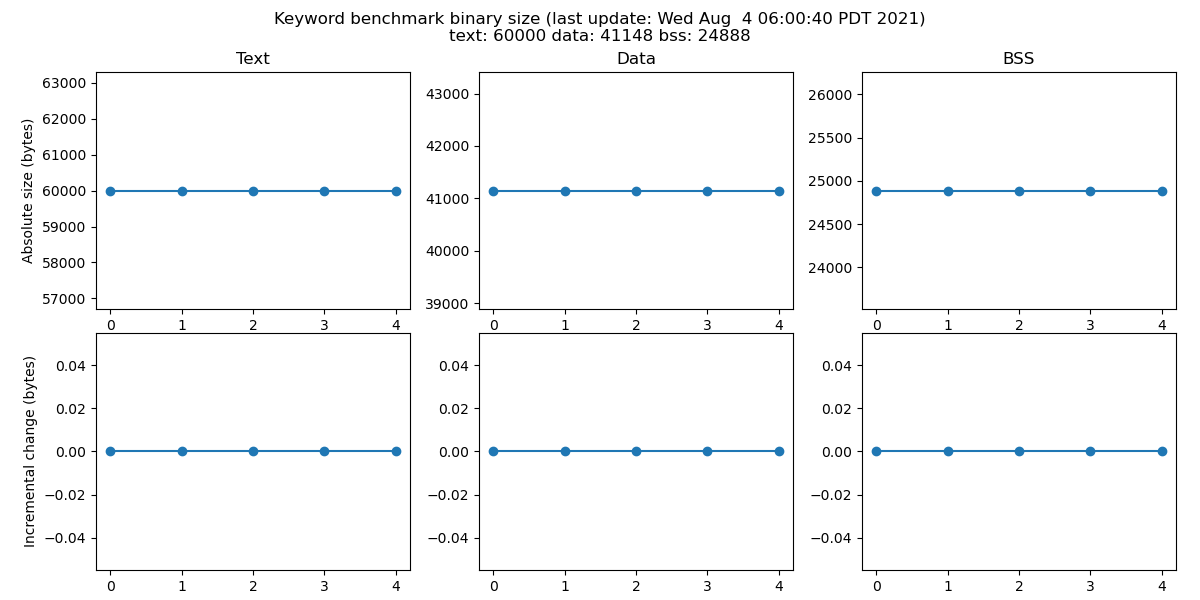 Keyword benchmark binary size (last update: Wed Aug  4 06:00:40 PDT 2021)
text: 60000 data: 41148 bss: 24888
Text
Data
BSS
Absolute size (bytes)
63000
62000
61000
60000
59000
58000
57000
0 1 2 3 4
43000
42000
41000
40000
39000
0 1 2 3 4
26000
25500
25000
24500
24000
0 1 2 3 4
Incremental change (bytes)
0.04
0.02
0.00
−0.02
−0.04
0 1 2 3 4
0.04
0.02
0.00
−0.02
−0.04
0 1 2 3 4
0.04
0.02
0.00
−0.02
−0.04
0 1 2 3 4